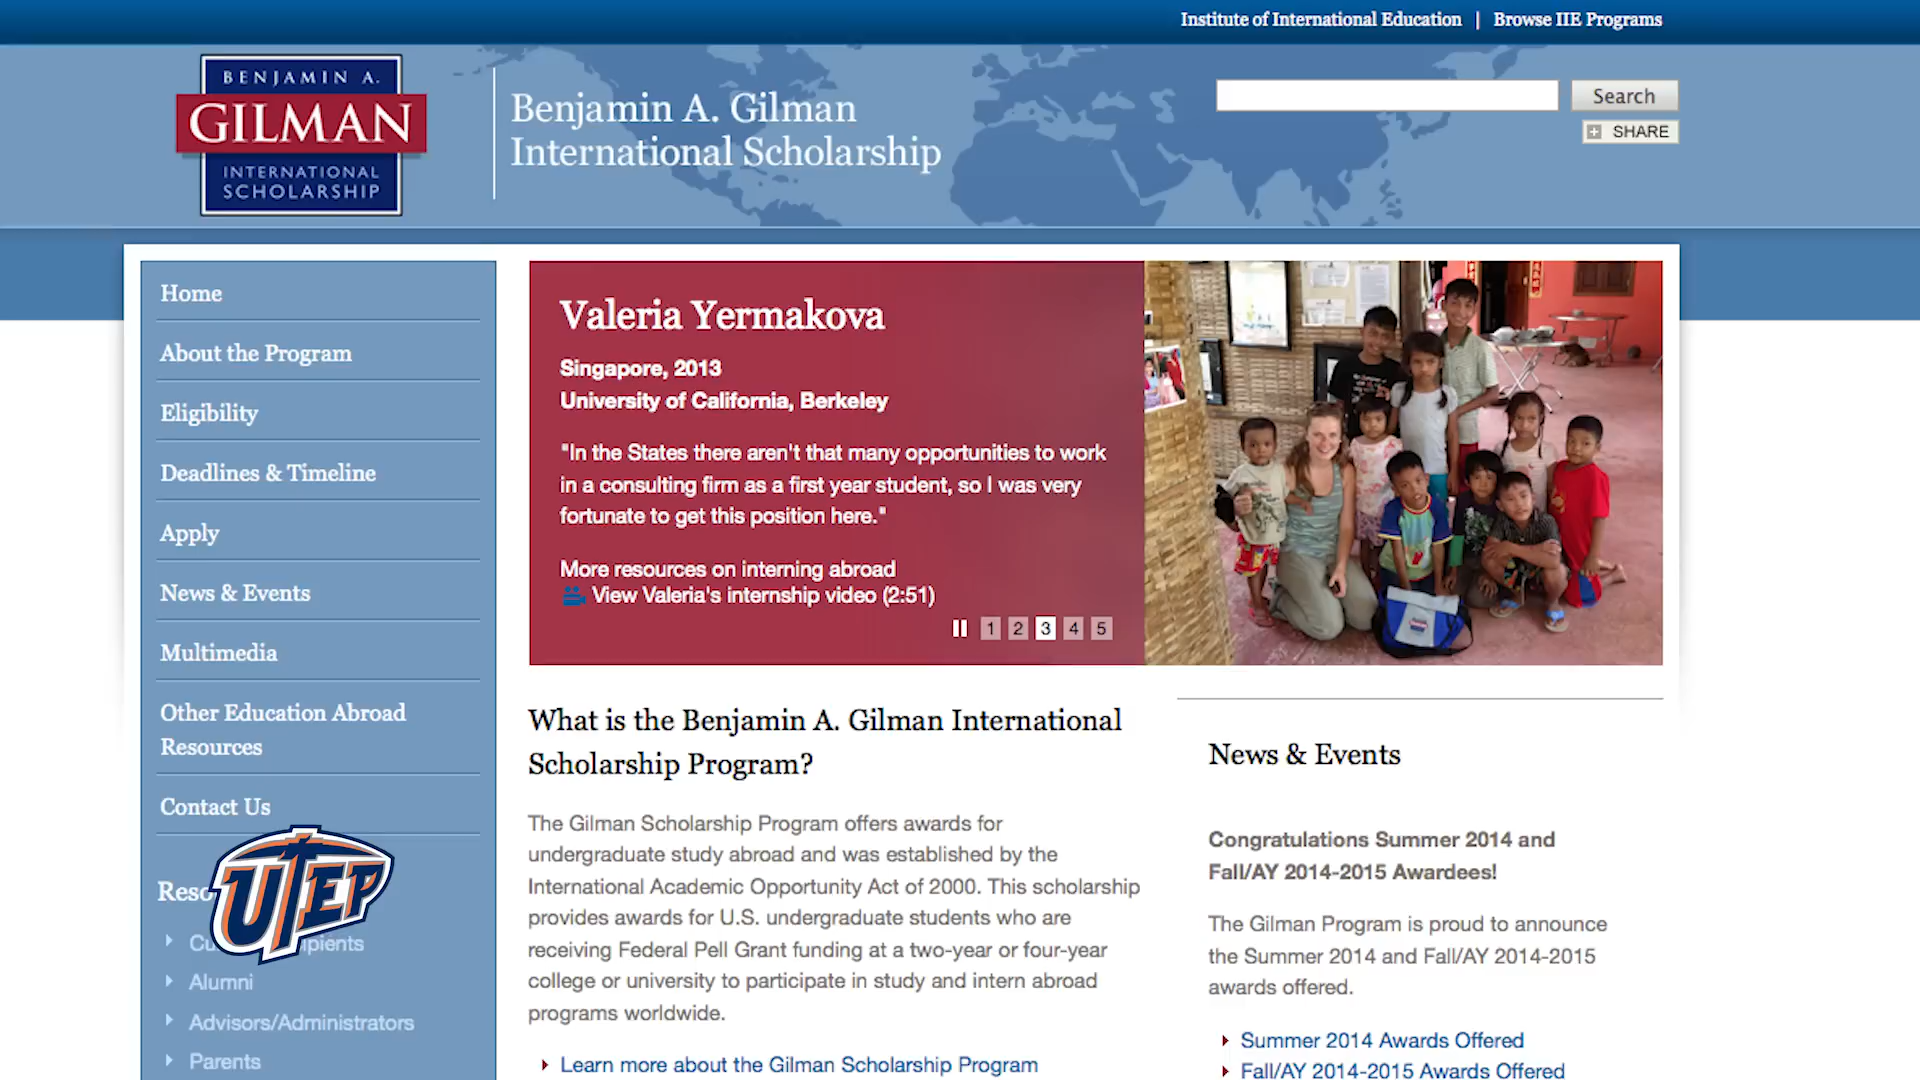 Institute of International Education | Browse IIE Programs
BENJAMIN A.
GILMAN
INTERNATIONAL
SCHOLARSHIP
Benjamin A. Gilman
International Scholarship
Search
SHARE
Home
About the Program
Eligibility
Deadlines & Timeline
Apply
News & Events
Multimedia
Other Education Abroad
Resources
Contact Us
UTEP
Alumni
Advisors/Administrators
Parents
Valeria Yermakova
Singapore, 2013
University of California, Berkeley
"In the States there aren't that many opportunities to work
in a consulting firm as a first year student, so I was very
fortunate to get this position here."
More resources on interning abroad
View Valeria's internship video (2:51)
1 2 3 4 5
What is the Benjamin A. Gilman International
Scholarship Program?
The Gilman Scholarship Program offers awards for
undergraduate study abroad and was established by the
International Academic Opportunity Act of 2000. This scholarship
provides awards for U.S. undergraduate students who are
receiving Federal Pell Grant funding at a two-year or four-year
college or university to participate in study and intern abroad
programs worldwide.
Learn more about the Gilman Scholarship Program
News & Events
Congratulations Summer 2014 and
Fall/AY 2014-2015 Awardees!
The Gilman Program is proud to announce
the Summer 2014 and Fall/AY 2014-2015
awards offered.
Summer 2014 Awards Offered
Fall/AY 2014-2015 Awards Offered